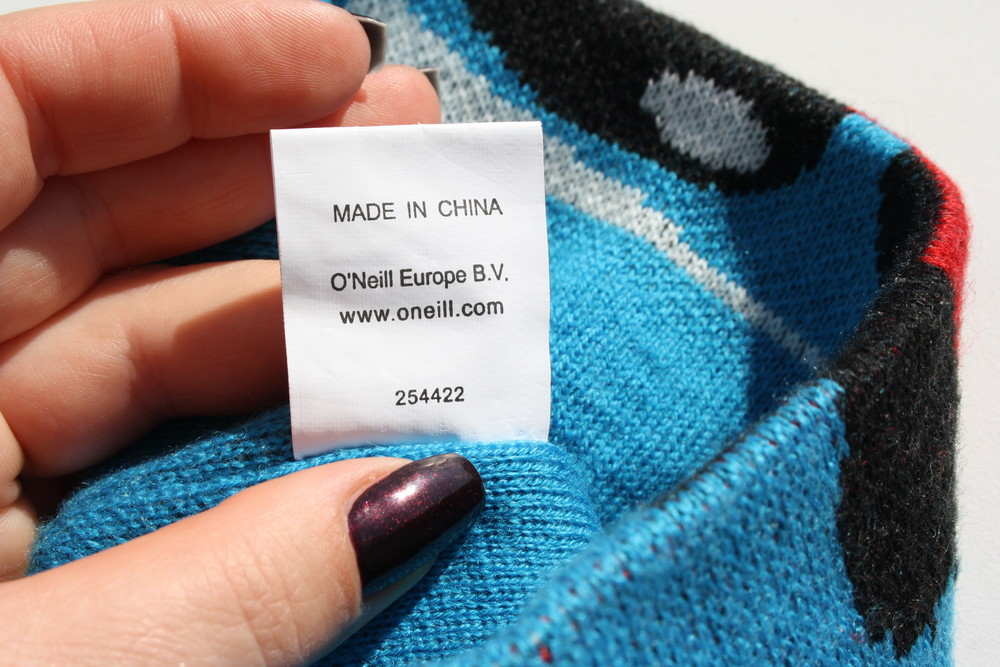 MADE IN CHINA
O'Neill Europe B.V.
www.oneill.com
254422